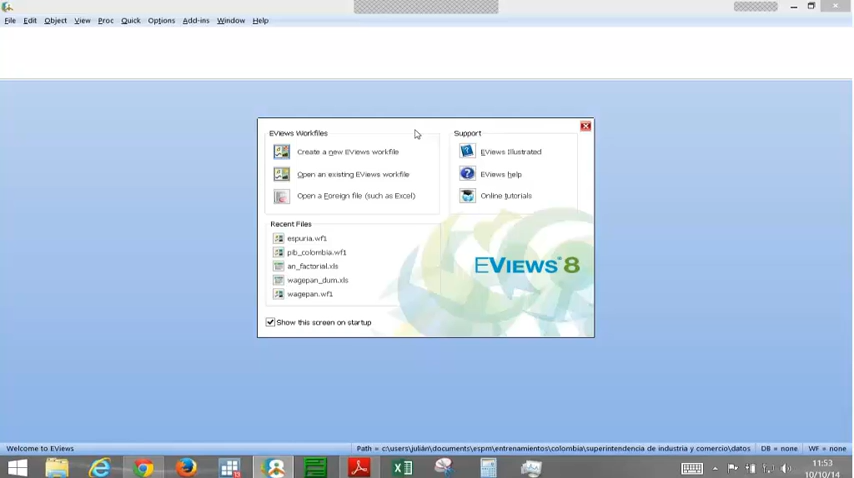 File Edit Object View Proc Quick Options Add-ins Window Help
EViews Workfiles
Create a new EViews workfile
Open an existing EViews workfile
Open a Foreign file (such as Excel)
Support
EViews Illustrated
EViews help
Online tutorials
Recent Files
espuria.wf1
pib_colombia.wf1
an_factorial.xls
wagepan_dum.xls
wagepan.wf1
EVIEWS 8
Show this screen on startup
Welcome to EViews
Path = c:\users\julián\documents\espm\entrenamientos\colombia\superintendencia de industria y comercio\datos DB = none WF = none
11:53
10/10/14